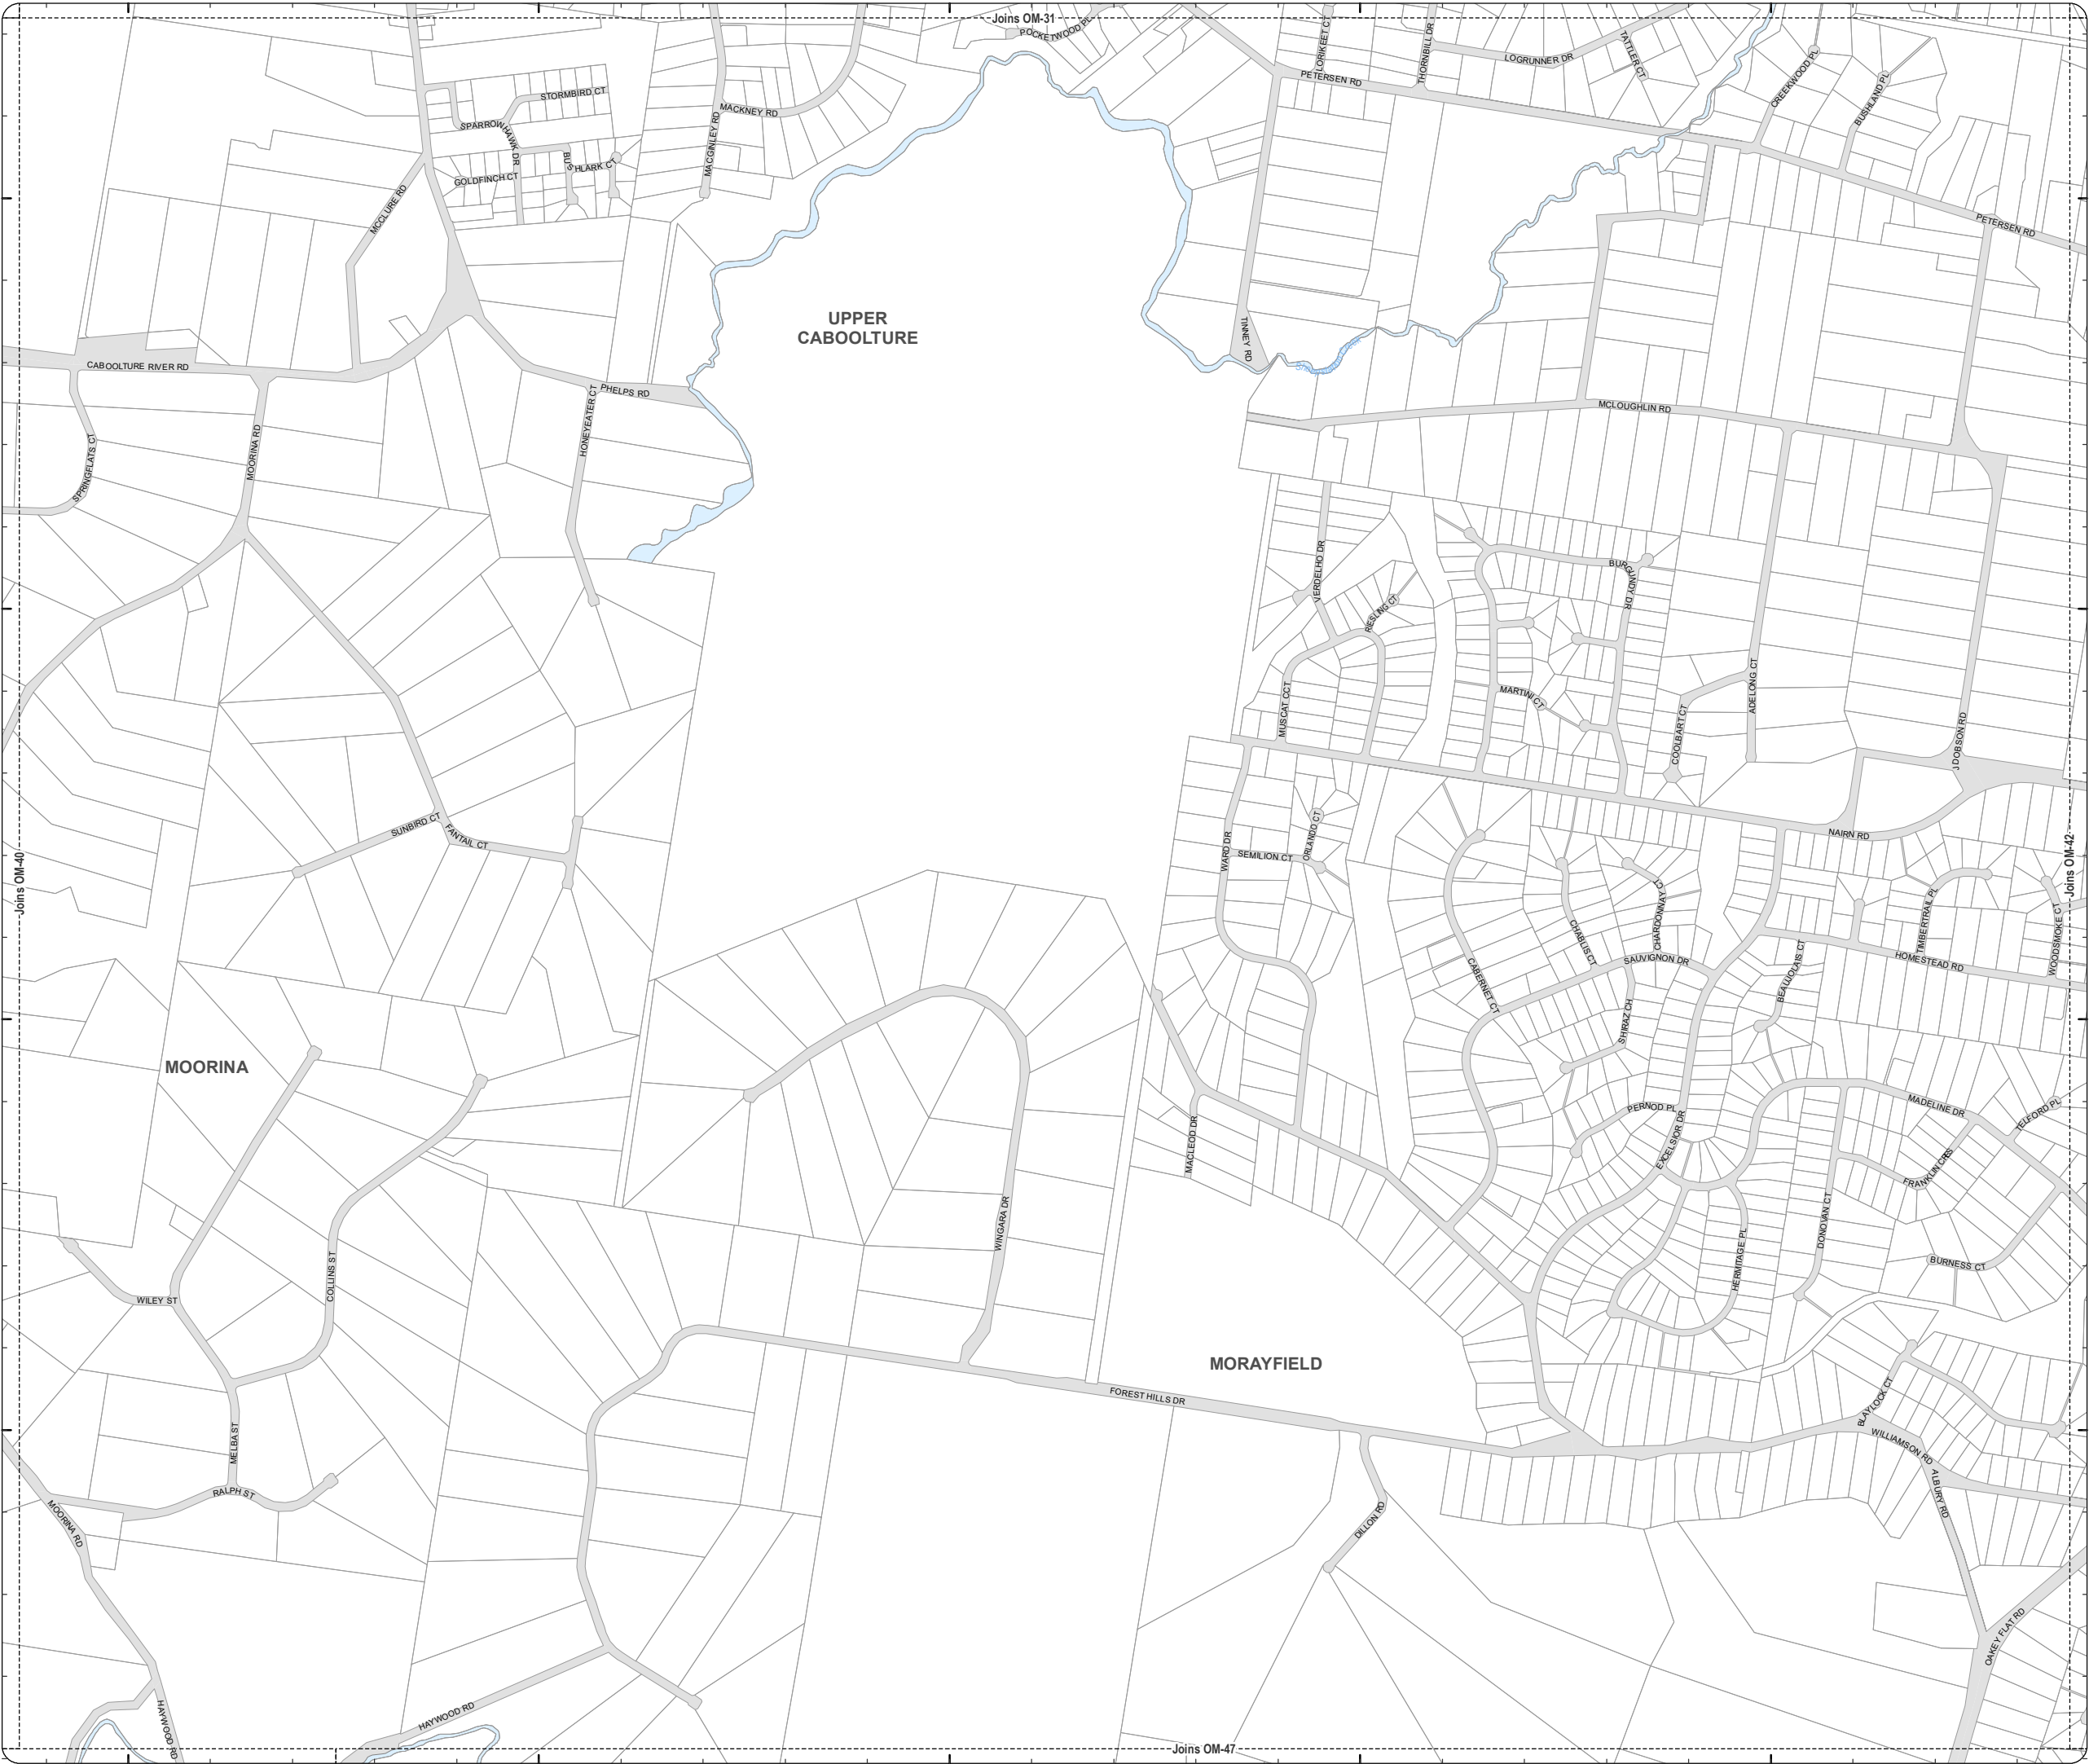 Joins OM-31
POCKETWOOD PL
LORIKEET CT
THORNBILL DR
LOGRUNNER DR
TATTLER CT
CREEKWOOD PL
BUSHLAND PL
PETERSEN RD
STORMBIRD CT
MACKNEY RD
SPARROWHAWK DR
MACGINLEY RD
BUSHLARK CT
GOLDFINCH CT
MCCLURE RD
PETERSEN RD
UPPER
CABOOLTURE
TINNEY RD
CABOOLTURE RIVER RD
PHELPS RD
HONEYEATER CT
MCLOUGHLIN RD
MOORINA RD
SPRINGFLATS CT
VERDELHO DR
BURGUNDY DR
RIESLING CT
MUSCAT CCT
MARTINI CT
COOLBART CT
ADELONG CT
J DOBSON RD
SUNBIRD CT
FANTAIL CT
NAIRN RD
WARD DR
SEMILION CT
ORLANDO CT
Joins OM-40
Joins OM-42
CHARDONNAY CT
CHABLIS CT
TIMBERTRAIL PL
WOODSMOKE CT
HOMESTEAD RD
SAUVIGNON DR
CABERNET CT
BEAUJOLAIS CT
SHIRAZ CH
MOORINA
PERNOD PL
EXCELSIOR DR
MADELINE DR
TELFORD PL
MACLEOD DR
FRANKLIN CRS
WINGARA DR
DONOVAN CT
HERMITAGE PL
BURNESS CT
COLLINS ST
WILEY ST
MORAYFIELD
FOREST HILLS DR
BLAYLOCK CT
WILLIAMSON RD
MELBA ST
RALPH ST
ALBURY RD
MOORINA RD
DILLON RD
OAKEY FLAT RD
HAYWOOD RD
HAYWOOD RD
Joins OM-47